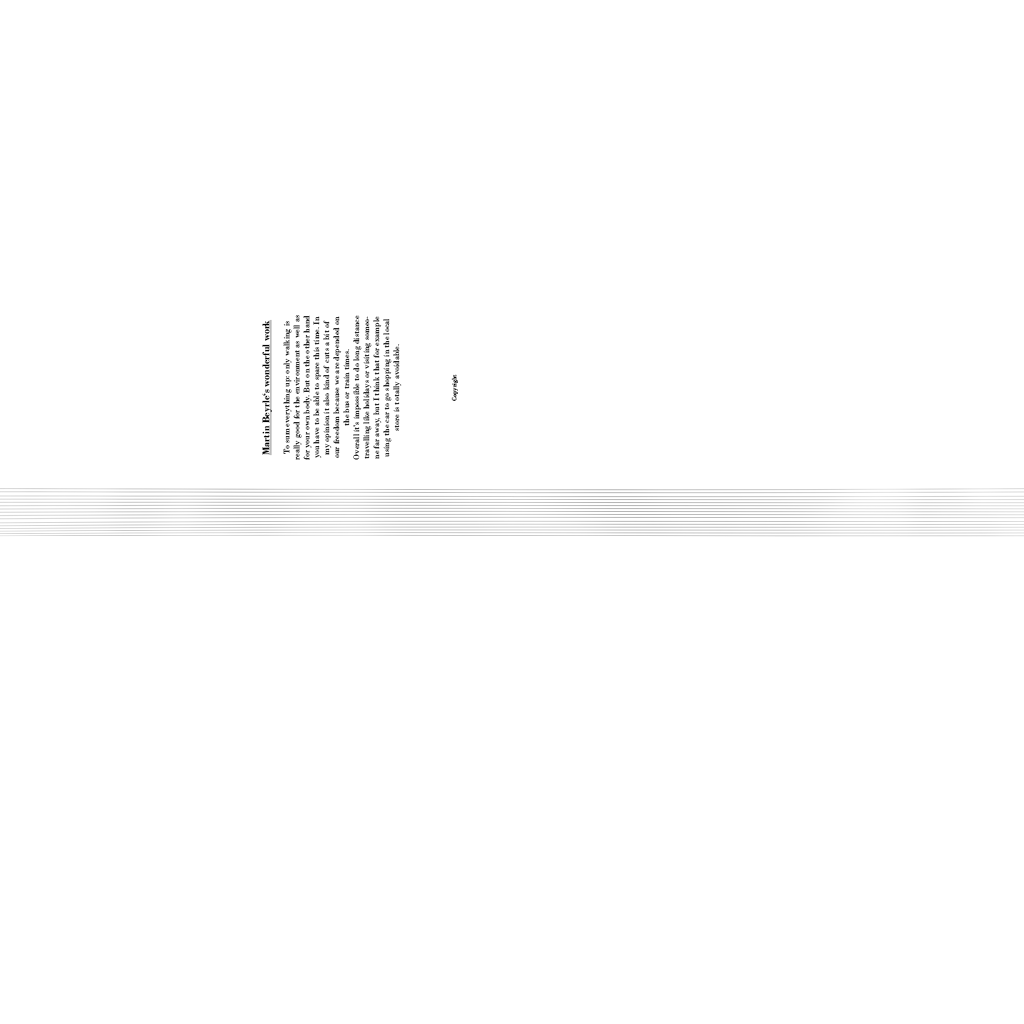 Martin Beyrle's wonderful work
To sum everything up: only walking is
really good for the environment as well as
for your own body. But on the other hand
you have to be able to spare this time. In
my opinion it also kind of cuts a bit of
our freedom because we are depended on
the bus or train times.
Overall it's impossible to do long distance
travelling like holidays or visiting someo-
ne far away, but I think that for example
using the car to go shopping in the local
store is totally avoidable.
Copyright